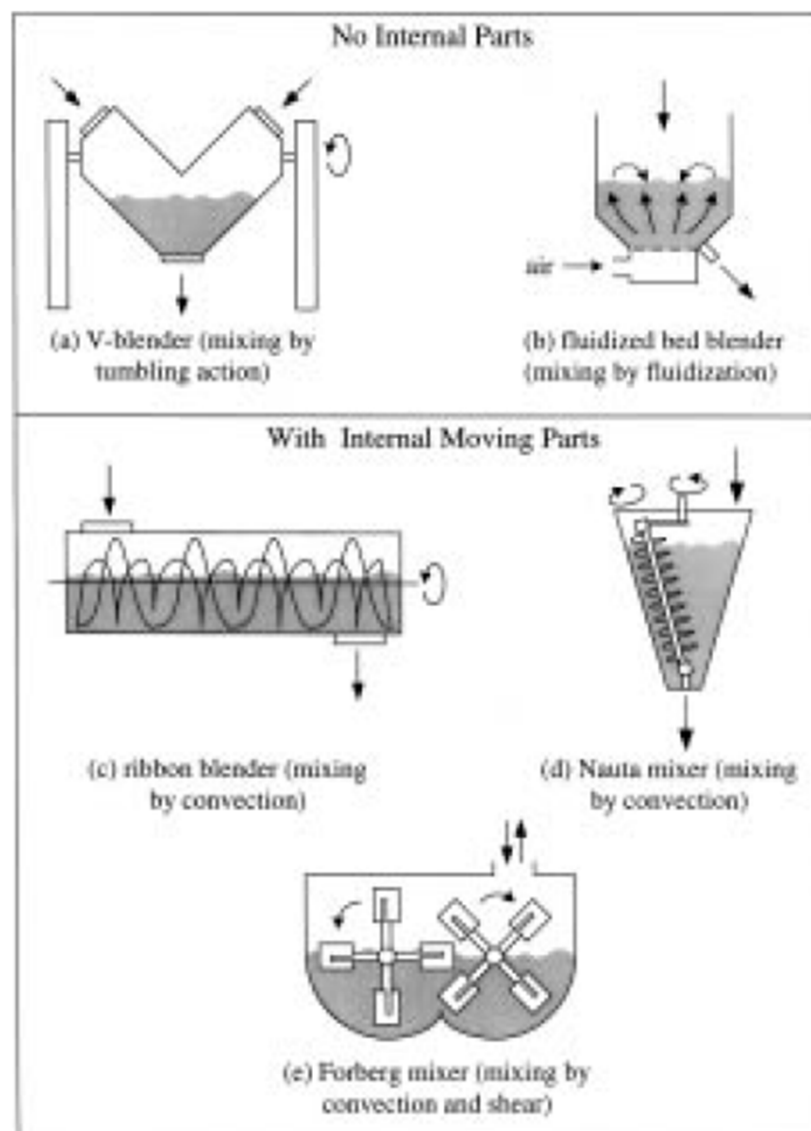 No Internal Parts
air
(a) V-blender (mixing by
tumbling action)
(b) fluidized bed blender
(mixing by fluidization)
With Internal Moving Parts
(c) ribbon blender (mixing
by convection)
(d) Nauta mixer (mixing
by convection)
(e) Forberg mixer (mixing by
convection and shear)